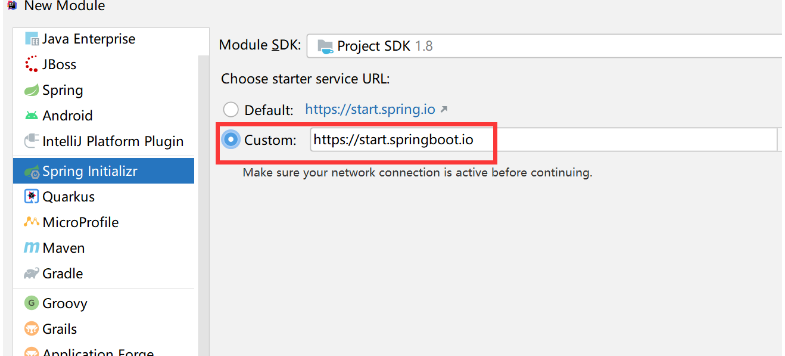 New Module
Java Enterprise
JBoss
Spring
Android
IntelliJ Platform Plugin
Spring Initializr
Quarkus
MicroProfile
Maven
Gradle
G Groovy
Grails
Application Forge
Module SDK: Project SDK 1.8
Choose starter service URL:
Default: https://start.spring.io ↗
Custom: https://start.springboot.io
Make sure your network connection is active before continuing.